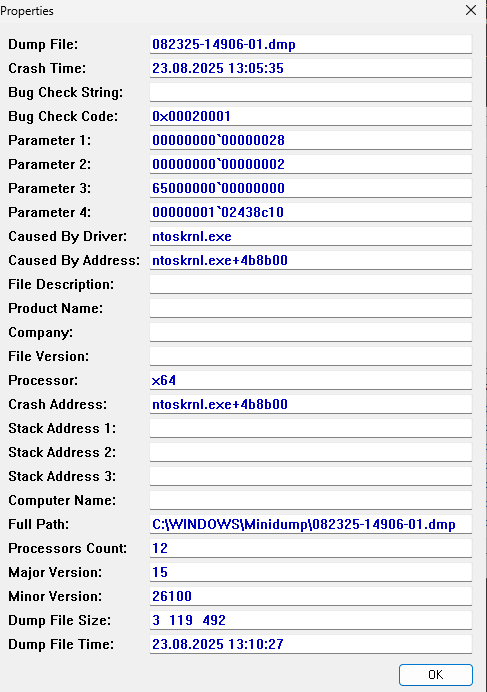 Properties
Dump File: 082325-14906-01.dmp
Crash Time: 23.08.2025 13:05:35
Bug Check String:
Bug Check Code: 0x00020001
Parameter 1: 00000000`00000028
Parameter 2: 00000000`00000002
Parameter 3: 65000000`00000000
Parameter 4: 00000001`02438c10
Caused By Driver: ntoskrnl.exe
Caused By Address: ntoskrnl.exe+4b8b00
File Description:
Product Name:
Company:
File Version:
Processor: x64
Crash Address: ntoskrnl.exe+4b8b00
Stack Address 1:
Stack Address 2:
Stack Address 3:
Computer Name:
Full Path: C:\WINDOWS\Minidump\082325-14906-01.dmp
Processors Count: 12
Major Version: 15
Minor Version: 26100
Dump File Size: 3 119 492
Dump File Time: 23.08.2025 13:10:27
OK